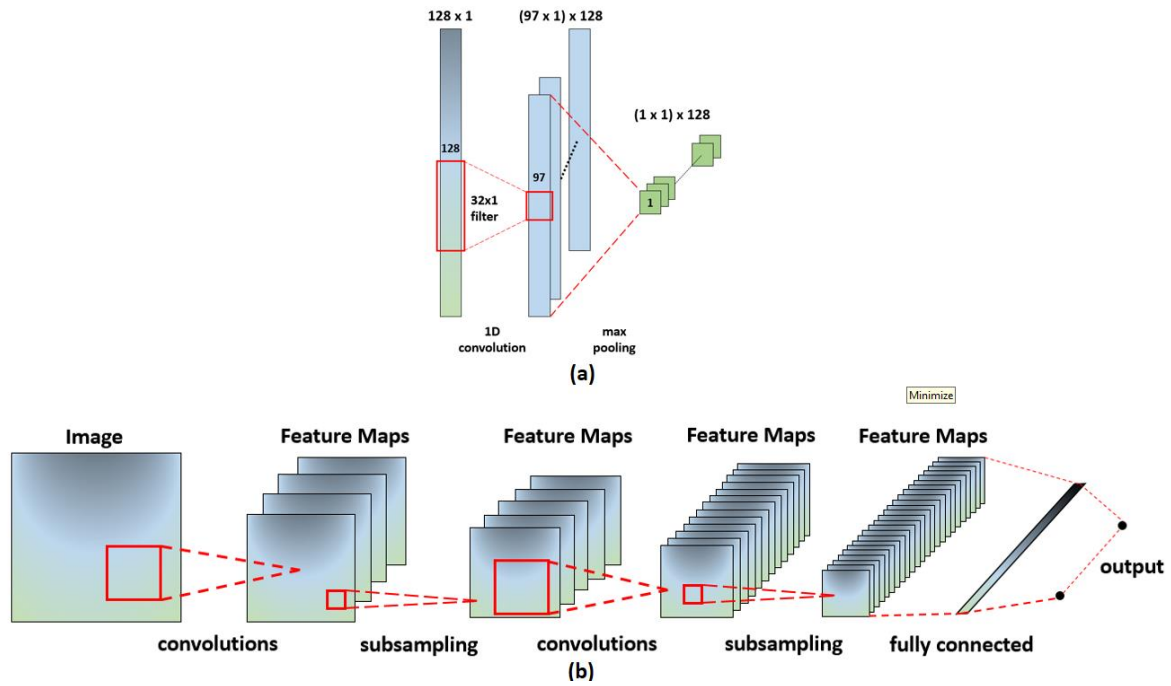 128 x 1
(97 x 1) x 128
(1 x 1) x 128
128
97
32x1
filter
1
1D
convolution
max
pooling
(a)
Minimize
Image
Feature Maps
Feature Maps
Feature Maps
Feature Maps
output
convolutions
subsampling
convolutions
subsampling
fully connected
(b)